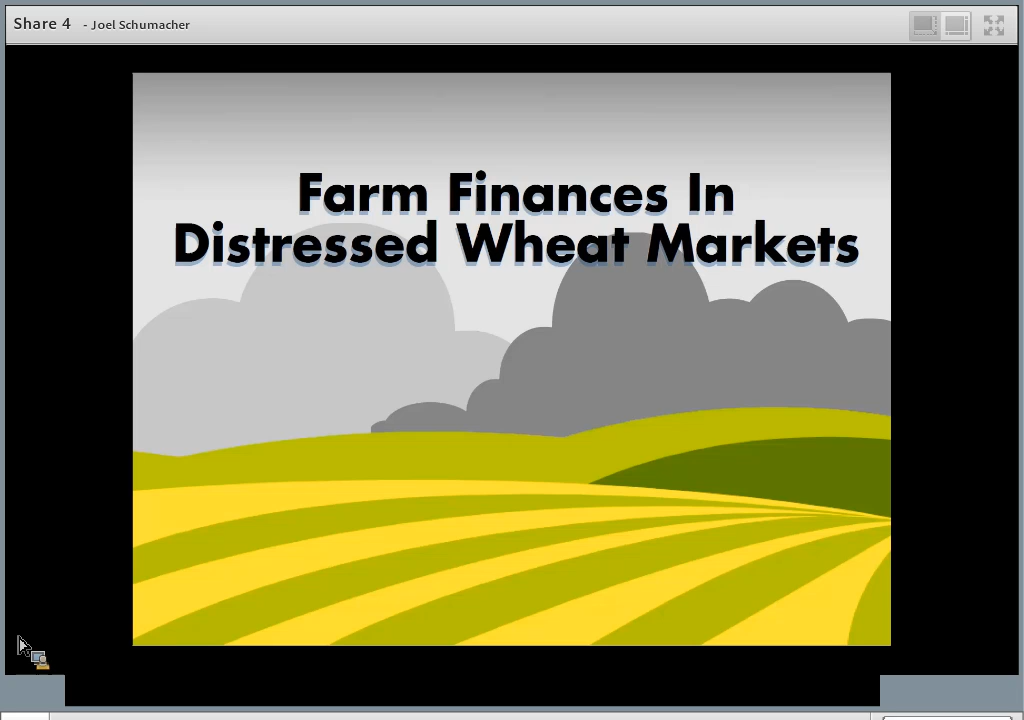 Share 4 - Joel Schumacher
Farm Finances In
Distressed Wheat Markets